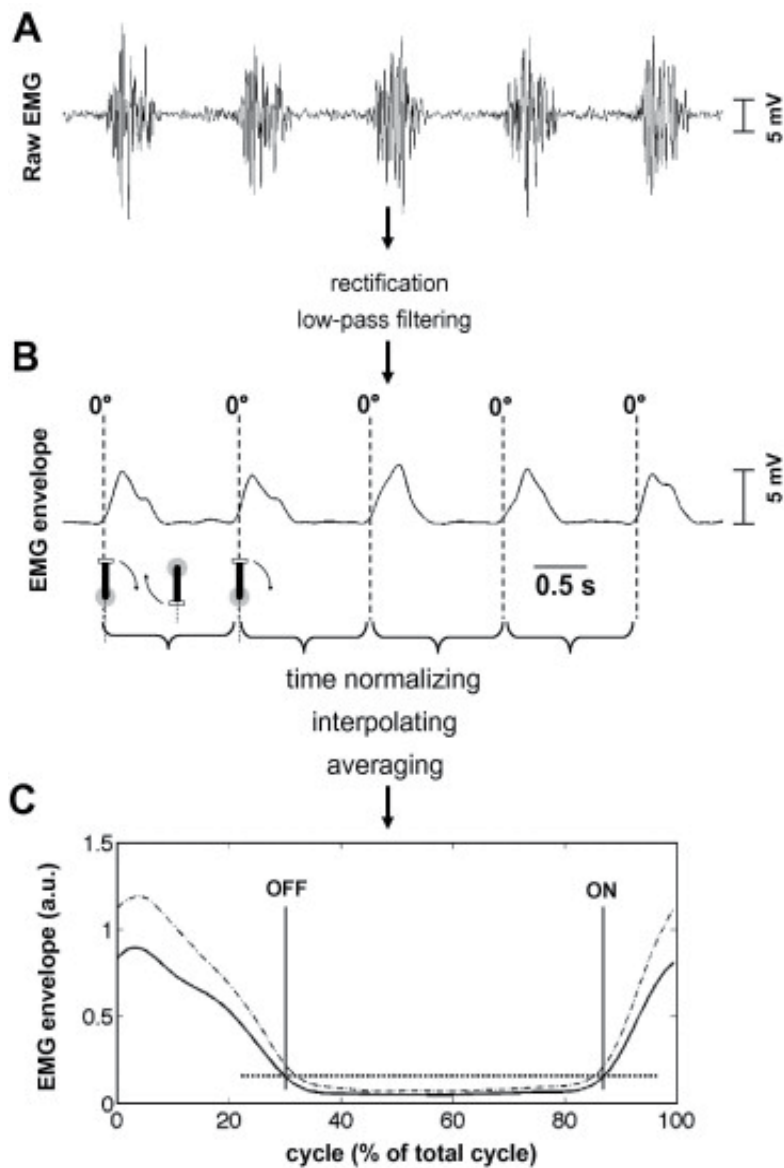 A
Raw EMG
5 mV
rectification
low-pass filtering
B
0° 0° 0° 0° 0°
EMG envelope
5 mV
0.5 s
time normalizing
interpolating
averaging
C
EMG envelope (a.u.)
1.5
1
0.5
0
OFF
ON
0 20 40 60 80 100
cycle (% of total cycle)